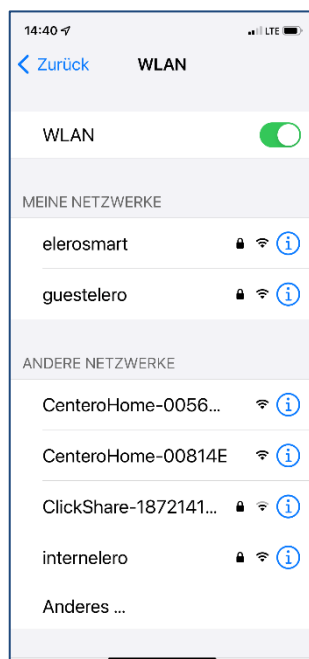 14:40 LTE
Zurück WLAN
WLAN
MEINE NETZWERKE
elerosmart
guestelero
ANDERE NETZWERKE
CenteroHome-0056...
CenteroHome-00814E
ClickShare-1872141...
internelero
Anderes ...